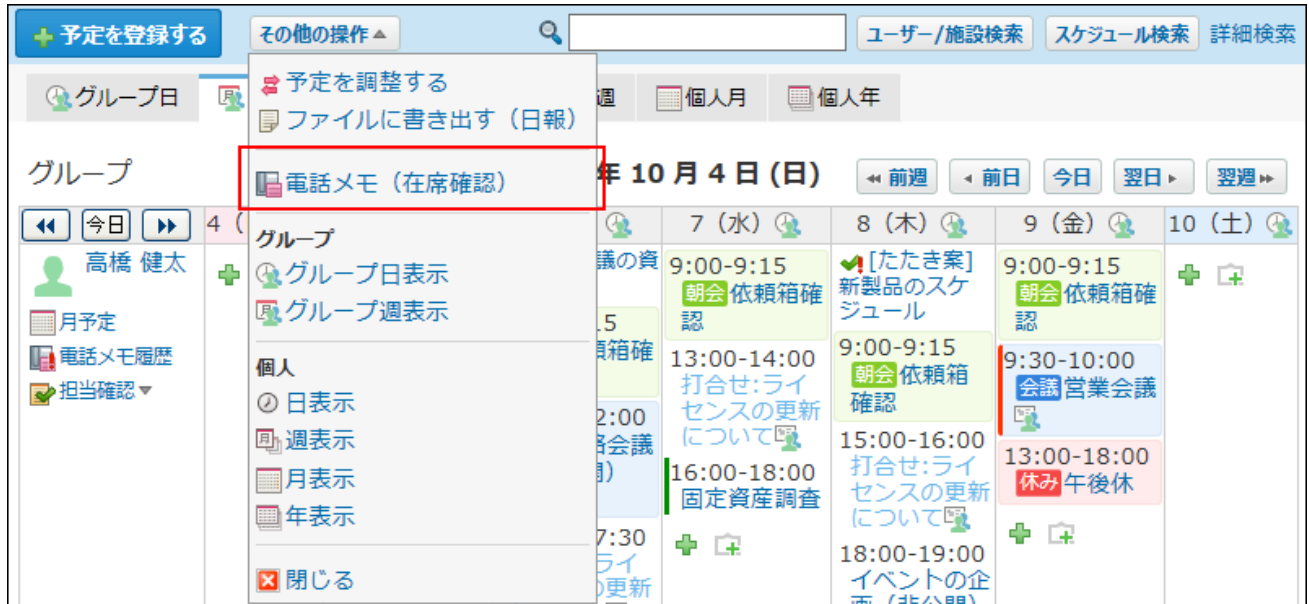 予定を登録する
その他の操作
ユーザー/施設検索
スケジュール検索
詳細検索
グループ日
週
個人月
個人年
予定を調整する
ファイルに書き出す（日報）
電話メモ（在席確認）
グループ
グループ日表示
グループ週表示
個人
日表示
週表示
月表示
年表示
閉じる
グループ
年 10 月 4 日 (日)
前週
前日
今日
翌日
翌週
今日
4（
7（水）
8（木）
9（金）
10（土）
高橋 健太
月予定
電話メモ履歴
担当確認
議の資
.5
頼箱確
2:00
会議
7:30
ライ
更新
9:00-9:15
朝会 依頼箱確
認
13:00-14:00
打合せ:ライ
センスの更新
について
16:00-18:00
固定資産調査
[たたき案]
新製品のスケ
ジュール
9:00-9:15
朝会 依頼箱
確認
15:00-16:00
打合せ:ライ
センスの更新
について
18:00-19:00
イベントの企
画（非公開）
9:00-9:15
朝会 依頼箱確
認
9:30-10:00
会議 営業会議
13:00-18:00
休み 午後休